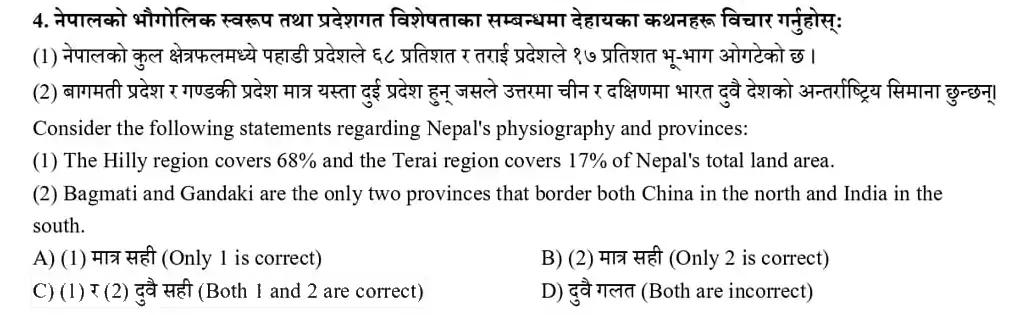 4. नेपालको भौगोलिक स्वरूप तथा प्रदेशगत विशेषताका सम्बन्धमा देहायका कथनहरू विचार गर्नुहोस्:
(1) नेपालको कुल क्षेत्रफलमध्ये पहाडी प्रदेशले ६८ प्रतिशत र तराई प्रदेशले १७ प्रतिशत भू-भाग ओगटेको छ ।
(2) बागमती प्रदेश र गण्डकी प्रदेश मात्र यस्ता दुई प्रदेश हुन् जसले उत्तरमा चीन र दक्षिणमा भारत दुवै देशको अन्तर्राष्ट्रिय सिमाना छुन्छन्।
Consider the following statements regarding Nepal's physiography and provinces:
(1) The Hilly region covers 68% and the Terai region covers 17% of Nepal's total land area.
(2) Bagmati and Gandaki are the only two provinces that border both China in the north and India in the
south.
A) (1) मात्र सही (Only 1 is correct) B) (2) मात्र सही (Only 2 is correct)
C) (1) र (2) दुवै सही (Both 1 and 2 are correct) D) दुवै गलत (Both are incorrect)